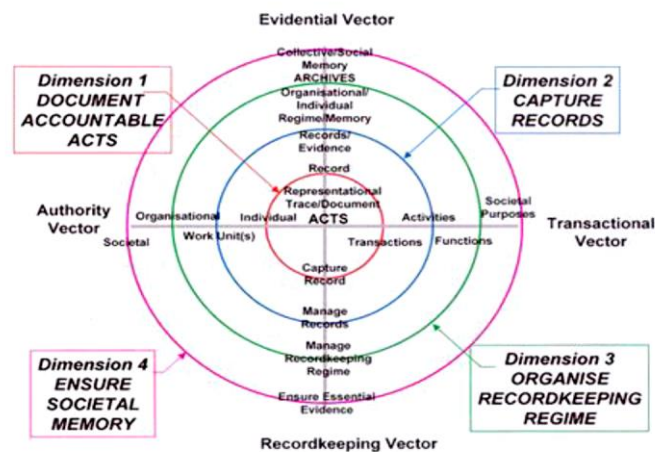 Evidential Vector
Collective/Social
Memory
ARCHIVES
Organisational/
Individual
Regime/Memory
Records/
Evidence
Record
Representational
Trace/Document
ACTS
Dimension 1
DOCUMENT
ACCOUNTABLE
ACTS
Dimension 2
CAPTURE
RECORDS
Authority
Vector
Societal
Organisational
Work Unit(s)
Individual
Transactions
Activities
Functions
Societal
Purposes
Transactional
Vector
Capture
Record
Manage
Records
Manage
Recordkeeping
Regime
Ensure Essential
Evidence
Dimension 4
ENSURE
SOCIETAL
MEMORY
Dimension 3
ORGANISE
RECORDKEEPING
REGIME
Recordkeeping Vector